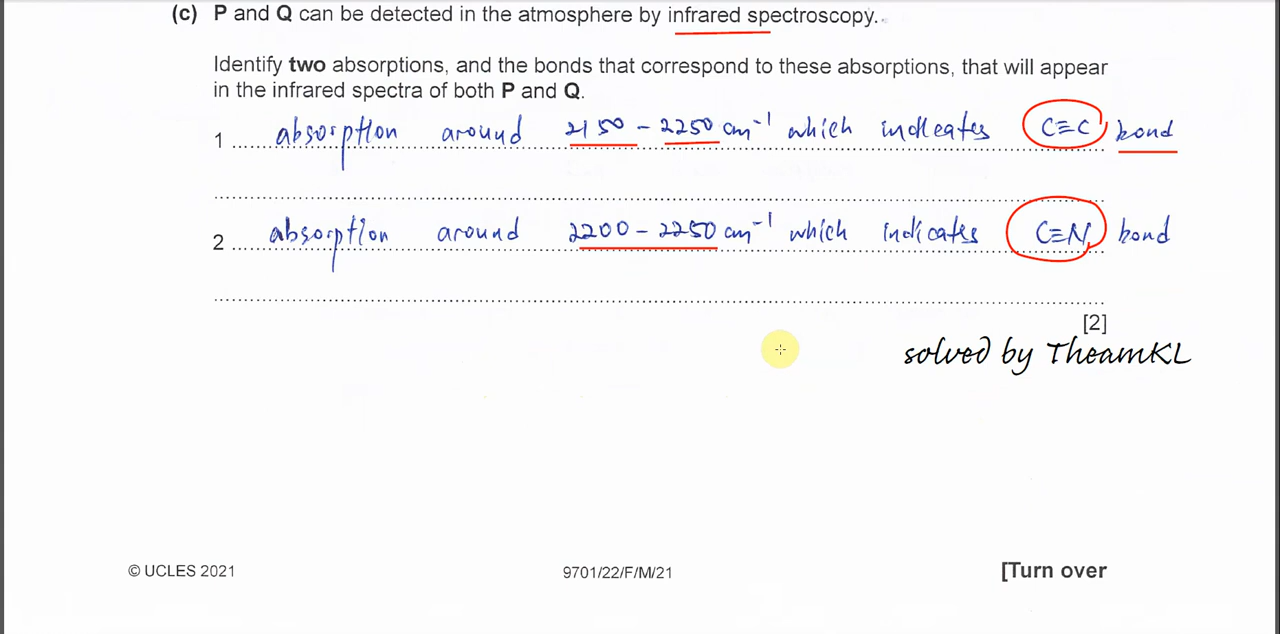 (c) P and Q can be detected in the atmosphere by infrared spectroscopy.
Identify two absorptions, and the bonds that correspond to these absorptions, that will appear
in the infrared spectra of both P and Q.
1 absorption around 2150 - 2250 cm⁻¹ which indicates C≡C bond
2 absorption around 2200 - 2250 cm⁻¹ which indicates C≡N bond
[2]
solved by TheamKL
© UCLES 2021 9701/22/F/M/21 [Turn over